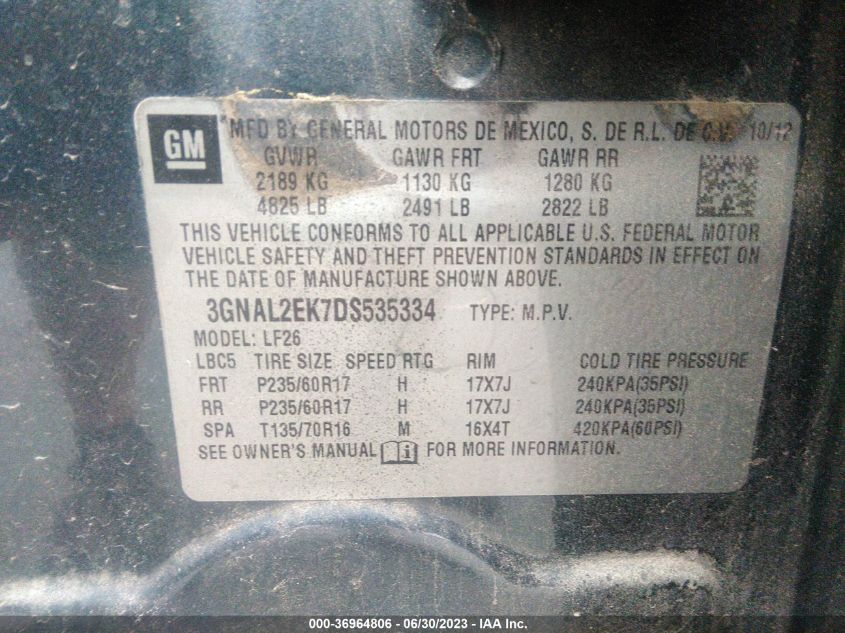 GM
MFD BY GENERAL MOTORS DE MEXICO, S. DE R.L. DE C.V. 10/12
GVWR GAWR FRT GAWR RR
2189 KG 1130 KG 1280 KG
4825 LB 2491 LB 2822 LB
THIS VEHICLE CONFORMS TO ALL APPLICABLE U.S. FEDERAL MOTOR
VEHICLE SAFETY AND THEFT PREVENTION STANDARDS IN EFFECT ON
THE DATE OF MANUFACTURE SHOWN ABOVE.
3GNAL2EK7DS535334 TYPE: M.P.V.
MODEL: LF26
LBC5 TIRE SIZE SPEED RTG RIM COLD TIRE PRESSURE
FRT P235/60R17 H 17X7J 240KPA(35PSI)
RR P235/60R17 H 17X7J 240KPA(35PSI)
SPA T135/70R16 M 16X4T 420KPA(60PSI)
SEE OWNER'S MANUAL FOR MORE INFORMATION.
000-36964806 - 06/30/2023 - IAA Inc.